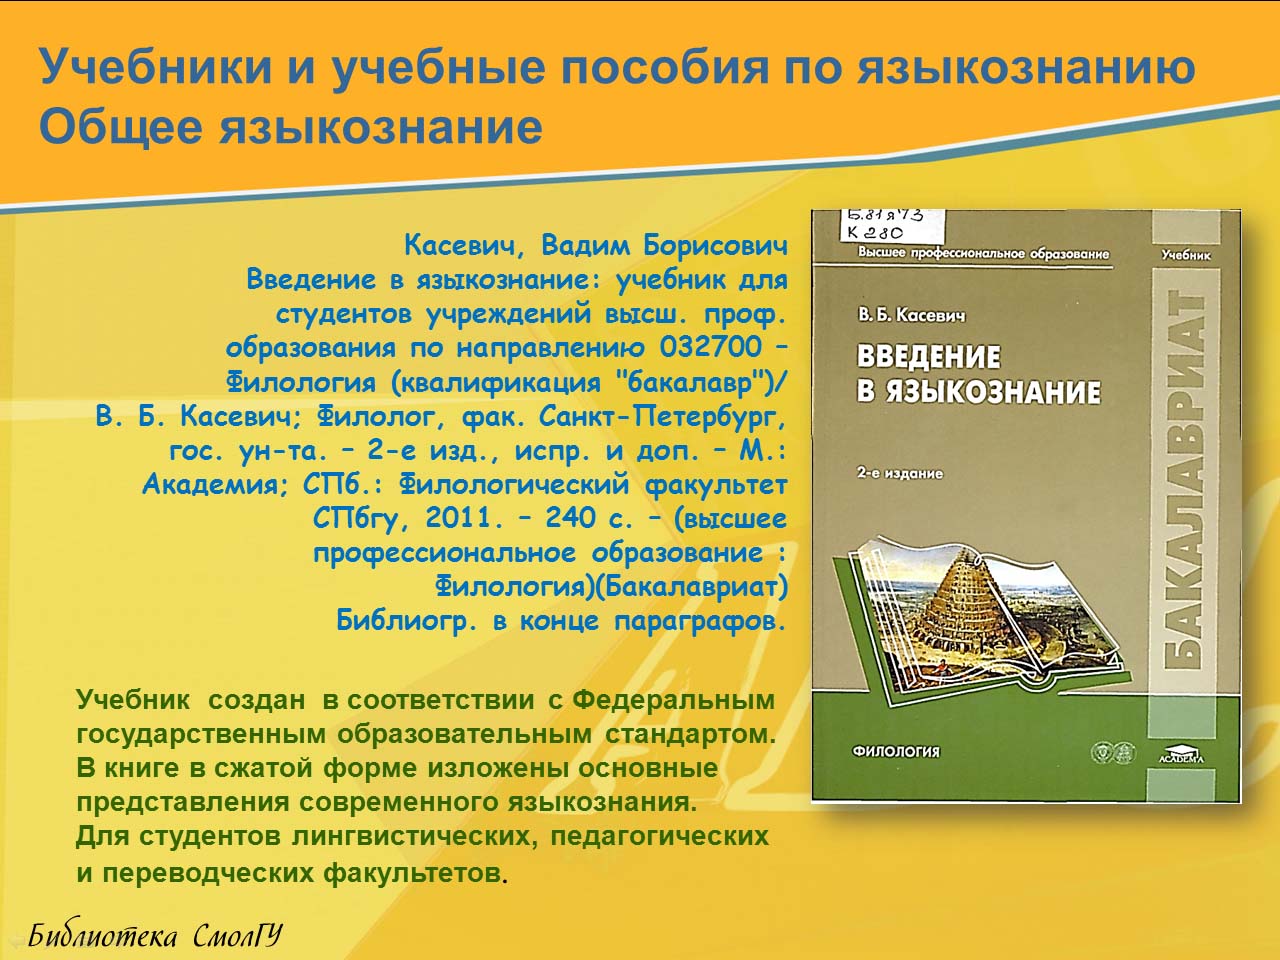 Учебники и учебные пособия по языкознанию
Общее языкознание
Касевич, Вадим Борисович
Введение в языкознание: учебник для
студентов учреждений высш. проф.
образования по направлению 032700 –
Филология (квалификация "бакалавр")/
В. Б. Касевич; Филолог, фак. Санкт-Петербург,
гос. ун-та. – 2-е изд., испр. и доп. – М.:
Академия; СПб.: Филологический факультет
СПбгу, 2011. – 240 с. – (высшее
профессиональное образование :
Филология)(Бакалавриат)
Библиогр. в конце параграфов.
Учебник создан в соответствии с Федеральным
государственным образовательным стандартом.
В книге в сжатой форме изложены основные
представления современного языкознания.
Для студентов лингвистических, педагогических
и переводческих факультетов.
Библиотека СмолГУ
Б.81я73
К 280
Высшее профессиональное образование
Учебник
В. Б. Касевич
ВВЕДЕНИЕ
В ЯЗЫКОЗНАНИЕ
2-е издание
БАКАЛАВРИАТ
ФИЛОЛОГИЯ
ACADEMA